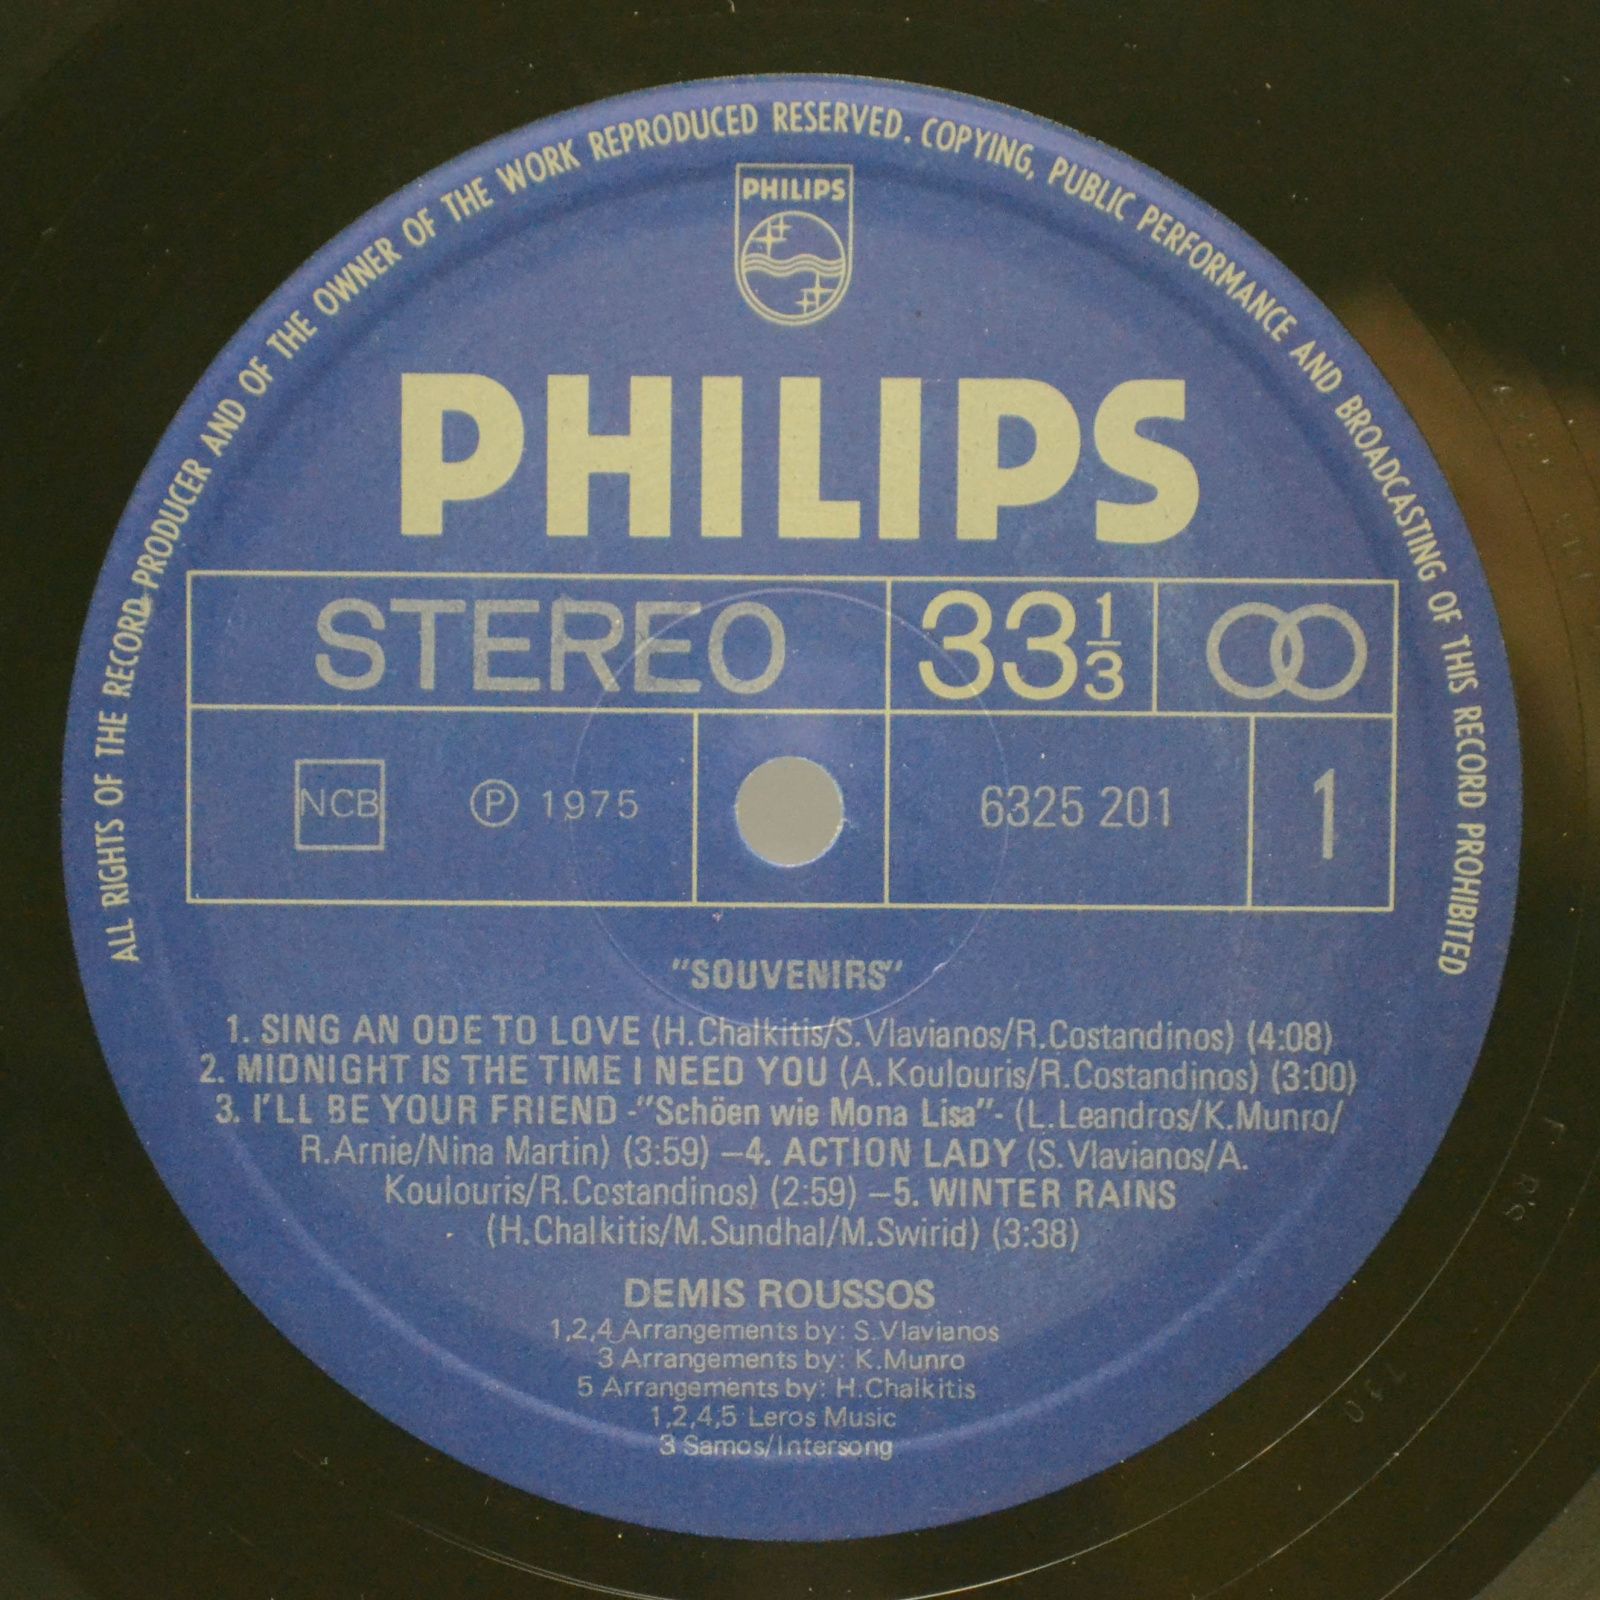 ALL RIGHTS OF THE RECORD PRODUCER AND OF THE OWNER OF THE WORK REPRODUCED RESERVED. COPYING, PUBLIC PERFORMANCE AND BROADCASTING OF THIS RECORD PROHIBITED
PHILIPS
PHILIPS
STEREO 33 1/3
NCB ℗ 1975 6325 201 1
"SOUVENIRS"
1. SING AN ODE TO LOVE (H.Chalkitis/S.Vlavianos/R.Costandinos) (4:08)
2. MIDNIGHT IS THE TIME I NEED YOU (A.Koulouris/R.Costandinos) (3:00)
3. I'LL BE YOUR FRIEND -"Schöen wie Mona Lisa"- (L.Leandros/K.Munro/
R.Arnie/Nina Martin) (3:59) —4. ACTION LADY (S.Vlavianos/A.
Koulouris/R.Costandinos) (2:59) —5. WINTER RAINS
(H.Chalkitis/M.Sundhal/M.Swirid) (3:38)
DEMIS ROUSSOS
1,2,4 Arrangements by: S.Vlavianos
3 Arrangements by: K.Munro
5 Arrangements by: H.Chalkitis
1,2,4,5 Leros Music
3 Samos/Intersong